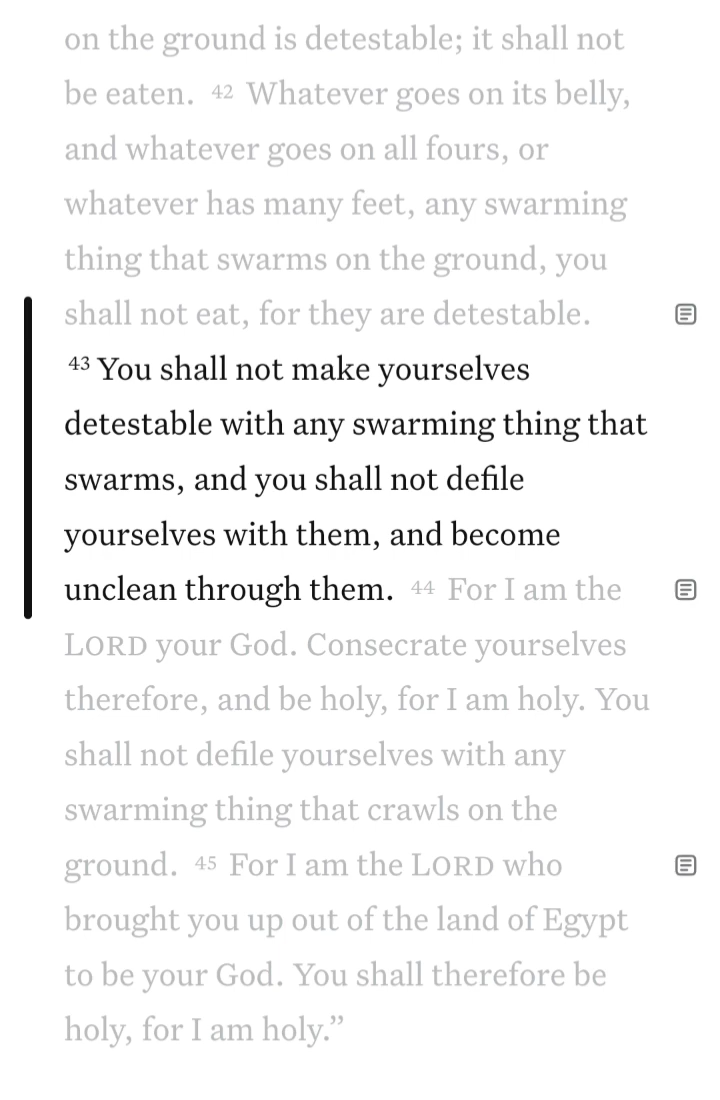 on the ground is detestable; it shall not
be eaten. 42 Whatever goes on its belly,
and whatever goes on all fours, or
whatever has many feet, any swarming
thing that swarms on the ground, you
shall not eat, for they are detestable.
43 You shall not make yourselves
detestable with any swarming thing that
swarms, and you shall not defile
yourselves with them, and become
unclean through them. 44 For I am the
LORD your God. Consecrate yourselves
therefore, and be holy, for I am holy. You
shall not defile yourselves with any
swarming thing that crawls on the
ground. 45 For I am the LORD who
brought you up out of the land of Egypt
to be your God. You shall therefore be
holy, for I am holy.”